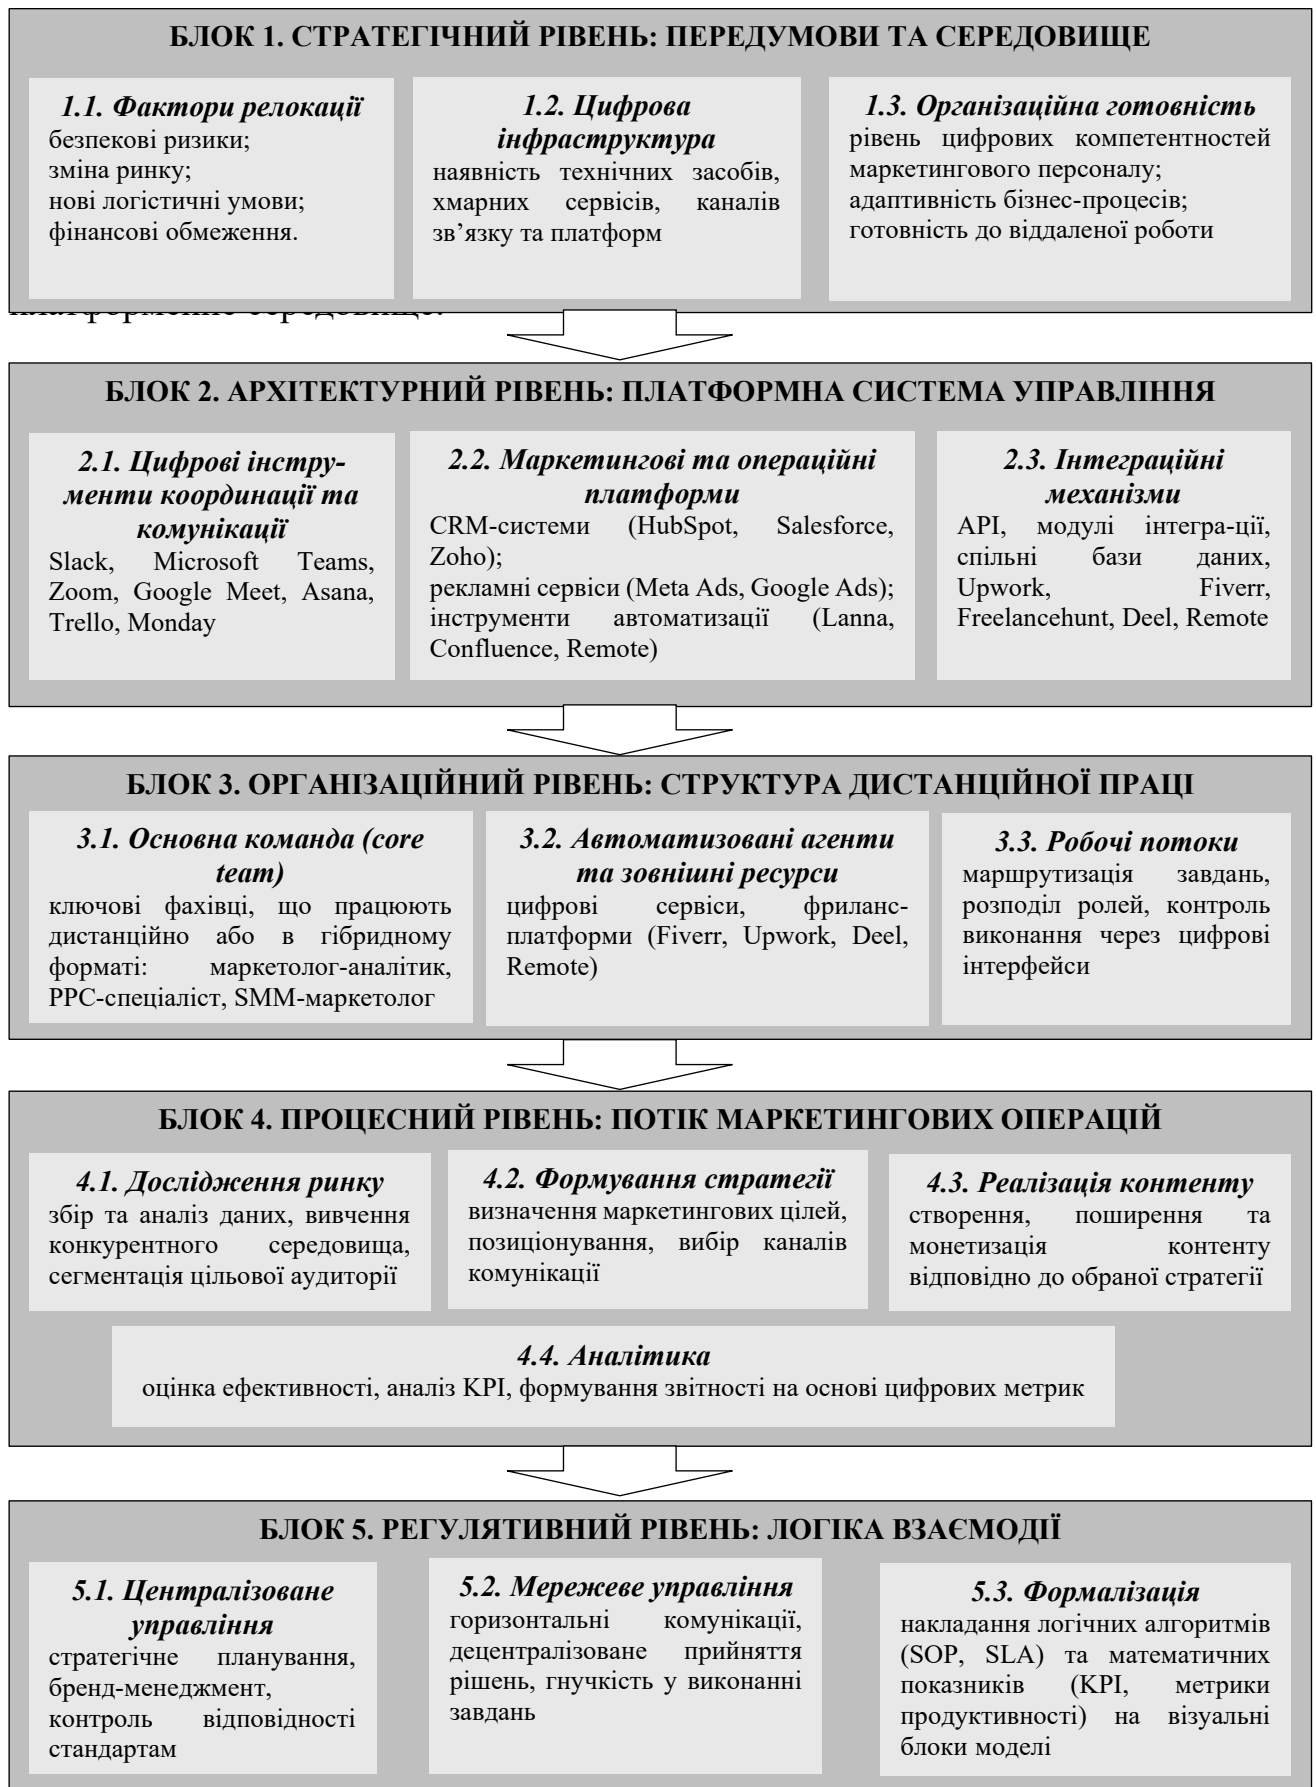 БЛОК 1. СТРАТЕГІЧНИЙ РІВЕНЬ: ПЕРЕДУМОВИ ТА СЕРЕДОВИЩЕ
1.1. Фактори релокації
безпекові ризики;
зміна ринку;
нові логістичні умови;
фінансові обмеження.
1.2. Цифрова
інфраструктура
наявність технічних засобів,
хмарних сервісів, каналів
зв’язку та платформ
1.3. Організаційна готовність
рівень цифрових компетентностей
маркетингового персоналу;
адаптивність бізнес-процесів;
готовність до віддаленої роботи
БЛОК 2. АРХІТЕКТУРНИЙ РІВЕНЬ: ПЛАТФОРМНА СИСТЕМА УПРАВЛІННЯ
2.1. Цифрові інстру-
менти координації та
комунікації
Slack, Microsoft Teams,
Zoom, Google Meet, Asana,
Trello, Monday
2.2. Маркетингові та операційні
платформи
CRM-системи (HubSpot, Salesforce,
Zoho);
рекламні сервіси (Meta Ads, Google Ads);
інструменти автоматизації (Lanna,
Confluence, Remote)
2.3. Інтеграційні
механізми
API, модулі інтегра-ції,
спільні бази даних,
Upwork, Fiverr,
Freelancehunt, Deel, Remote
БЛОК 3. ОРГАНІЗАЦІЙНИЙ РІВЕНЬ: СТРУКТУРА ДИСТАНЦІЙНОЇ ПРАЦІ
3.1. Основна команда (core
team)
ключові фахівці, що працюють
дистанційно або в гібридному
форматі: маркетолог-аналітик,
PPC-спеціаліст, SMM-маркетолог
3.2. Автоматизовані агенти
та зовнішні ресурси
цифрові сервіси, фриланс-
платформи (Fiverr, Upwork, Deel,
Remote)
3.3. Робочі потоки
маршрутизація завдань,
розподіл ролей, контроль
виконання через цифрові
інтерфейси
БЛОК 4. ПРОЦЕСНИЙ РІВЕНЬ: ПОТІК МАРКЕТИНГОВИХ ОПЕРАЦІЙ
4.1. Дослідження ринку
збір та аналіз даних, вивчення
конкурентного середовища,
сегментація цільової аудиторії
4.2. Формування стратегії
визначення маркетингових цілей,
позиціонування, вибір каналів
комунікації
4.3. Реалізація контенту
створення, поширення та
монетизація контенту
відповідно до обраної стратегії
4.4. Аналітика
оцінка ефективності, аналіз KPI, формування звітності на основі цифрових метрик
БЛОК 5. РЕГУЛЯТИВНИЙ РІВЕНЬ: ЛОГІКА ВЗАЄМОДІЇ
5.1. Централізоване
управління
стратегічне планування,
бренд-менеджмент,
контроль відповідності
стандартам
5.2. Мережеве управління
горизонтальні комунікації,
децентралізоване прийняття
рішень, гнучкість у виконанні
завдань
5.3. Формалізація
накладання логічних алгоритмів
(SOP, SLA) та математичних
показників (KPI, метрики
продуктивності) на візуальні
блоки моделі